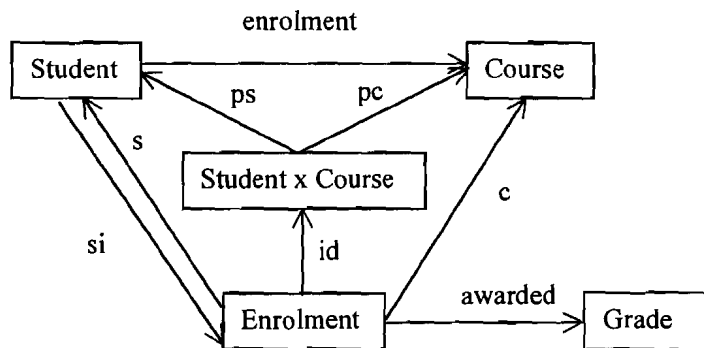 enrolment
Student
Course
ps
pc
s
Student x Course
c
si
id
awarded
Enrolment
Grade